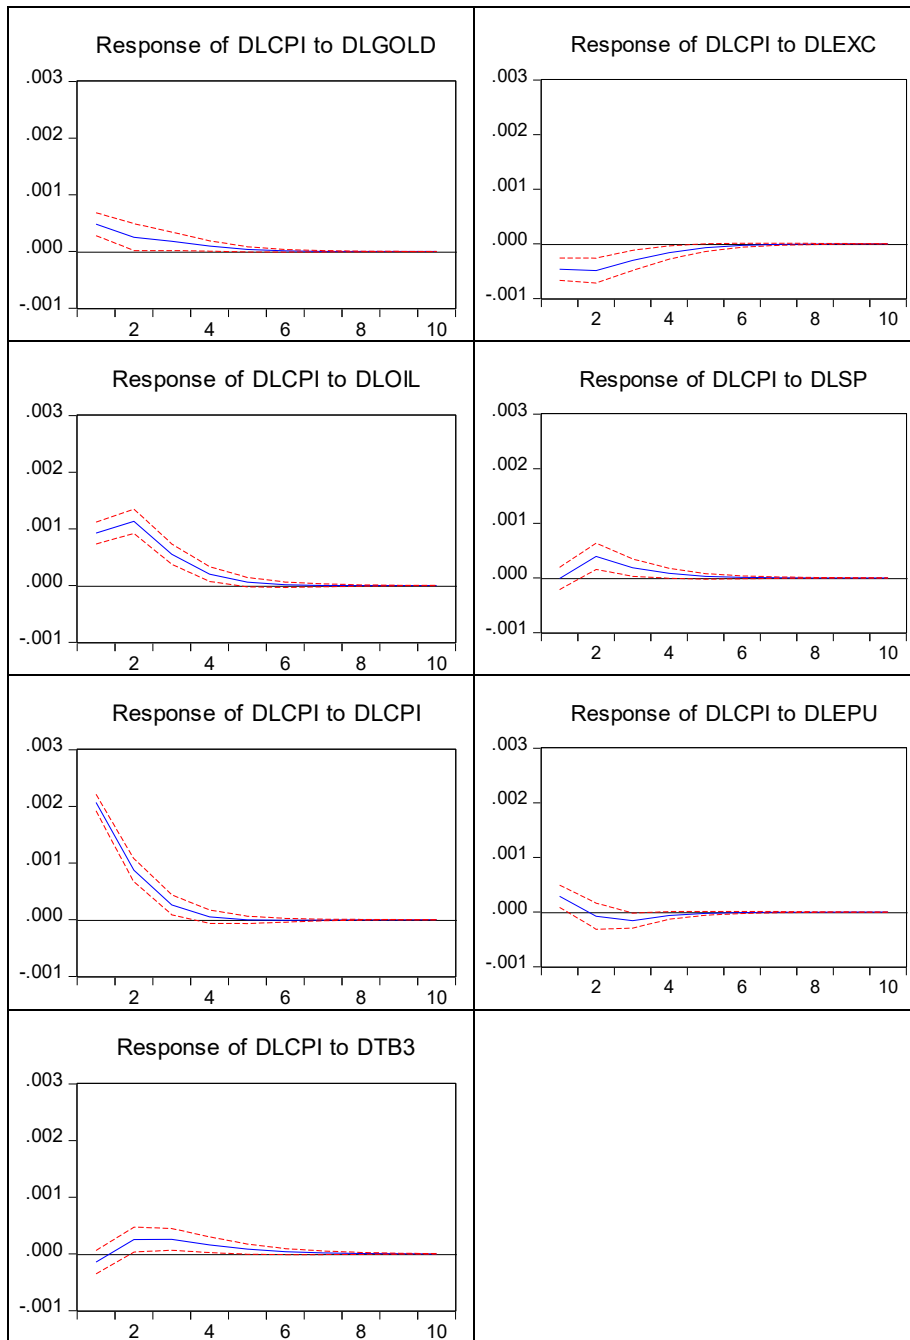 Response of DLCPI to DLGOLD
.003
.002
.001
.000
-.001
2 4 6 8 10
Response of DLCPI to DLEXC
.003
.002
.001
.000
-.001
2 4 6 8 10
Response of DLCPI to DLOIL
.003
.002
.001
.000
-.001
2 4 6 8 10
Response of DLCPI to DLSP
.003
.002
.001
.000
-.001
2 4 6 8 10
Response of DLCPI to DLCPI
.003
.002
.001
.000
-.001
2 4 6 8 10
Response of DLCPI to DLEPU
.003
.002
.001
.000
-.001
2 4 6 8 10
Response of DLCPI to DTB3
.003
.002
.001
.000
-.001
2 4 6 8 10